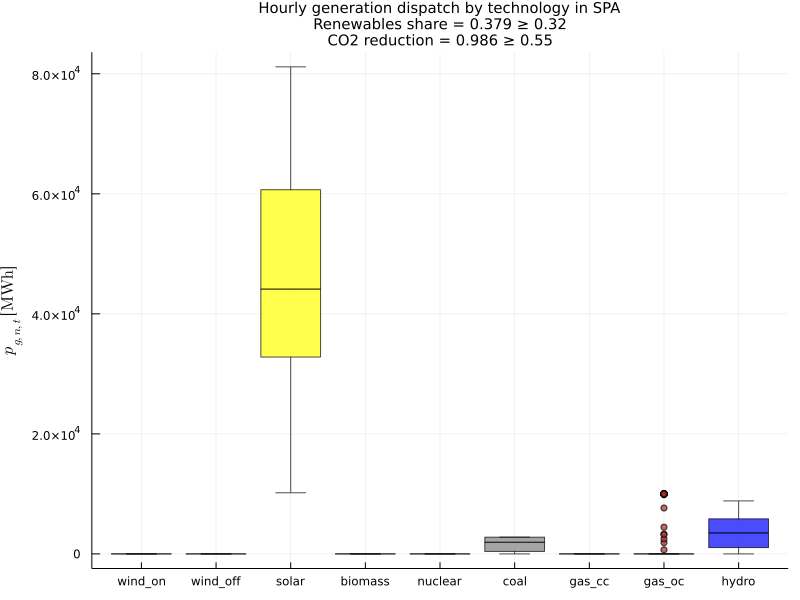 Hourly generation dispatch by technology in SPA
Renewables share = 0.379 ≥ 0.32
CO2 reduction = 0.986 ≥ 0.55
p_{g,n,t} [MWh]
8.0×10⁴
6.0×10⁴
4.0×10⁴
2.0×10⁴
0
wind_on wind_off solar biomass nuclear coal gas_cc gas_oc hydro